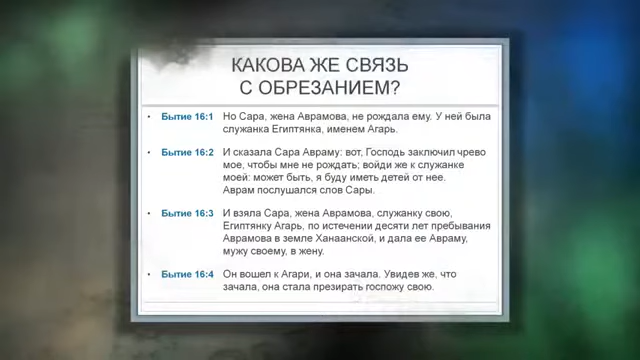 КАКОВА ЖЕ СВЯЗЬ
С ОБРЕЗАНИЕМ?
• Бытие 16:1 Но Сара, жена Аврамова, не рождала ему. У ней была
служанка Египтянка, именем Агарь.
• Бытие 16:2 И сказала Сара Авраму: вот, Господь заключил чрево
мое, чтобы мне не рождать; войди же к служанке
моей: может быть, я буду иметь детей от нее.
Аврам послушался слов Сары.
• Бытие 16:3 И взяла Сара, жена Аврамова, служанку свою,
Египтянку Агарь, по истечении десяти лет пребывания
Аврамова в земле Ханаанской, и дала ее Авраму,
мужу своему, в жену.
• Бытие 16:4 Он вошел к Агари, и она зачала. Увидев же, что
зачала, она стала презирать госпожу свою.